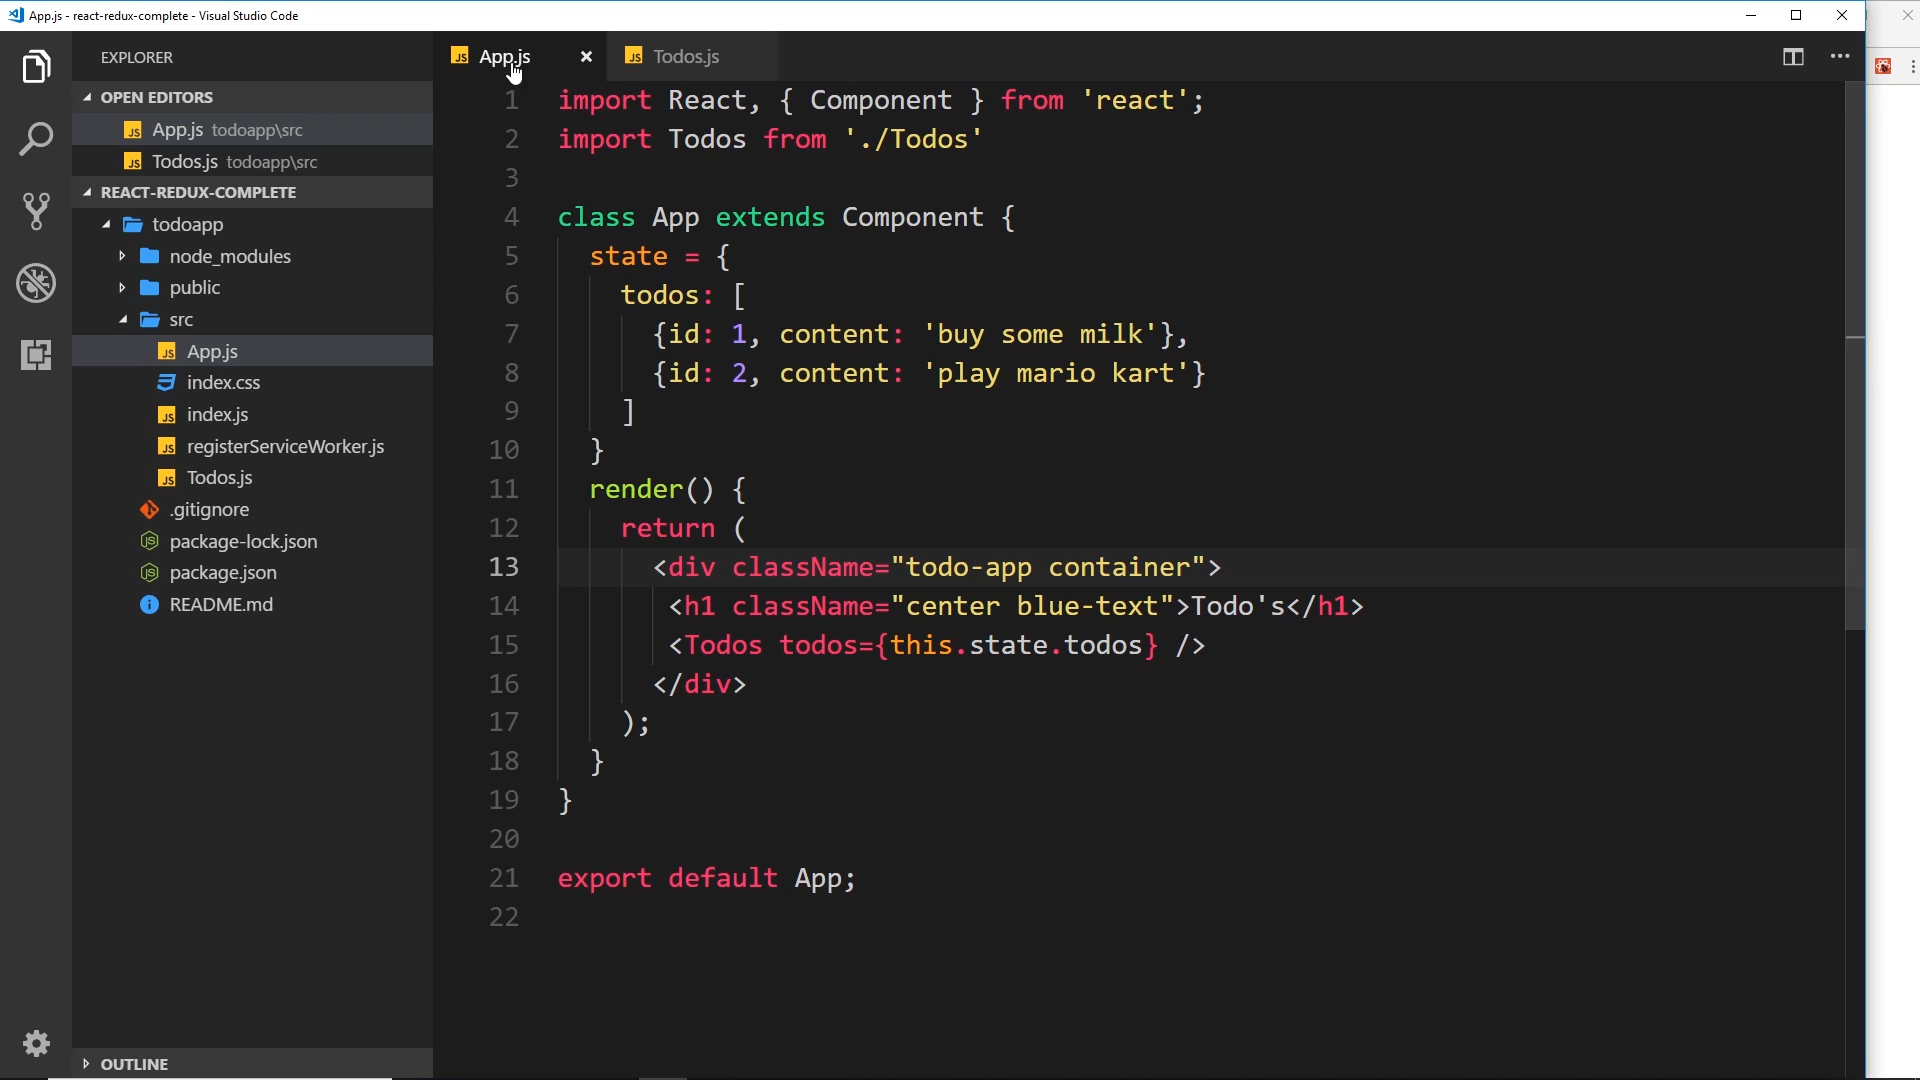 App.js - react-redux-complete - Visual Studio Code
EXPLORER
OPEN EDITORS
App.js todoapp\src
Todos.js todoapp\src
REACT-REDUX-COMPLETE
todoapp
node_modules
public
src
App.js
index.css
index.js
registerServiceWorker.js
Todos.js
.gitignore
package-lock.json
package.json
README.md
OUTLINE
App.js
Todos.js
1 import React, { Component } from 'react';
2 import Todos from './Todos'
3
4 class App extends Component {
5   state = {
6     todos: [
7       {id: 1, content: 'buy some milk'},
8       {id: 2, content: 'play mario kart'}
9     ]
10   }
11   render() {
12     return (
13       <div className="todo-app container">
14        <h1 className="center blue-text">Todo's</h1>
15        <Todos todos={this.state.todos} />
16       </div>
17     );
18   }
19 }
20
21 export default App;
22